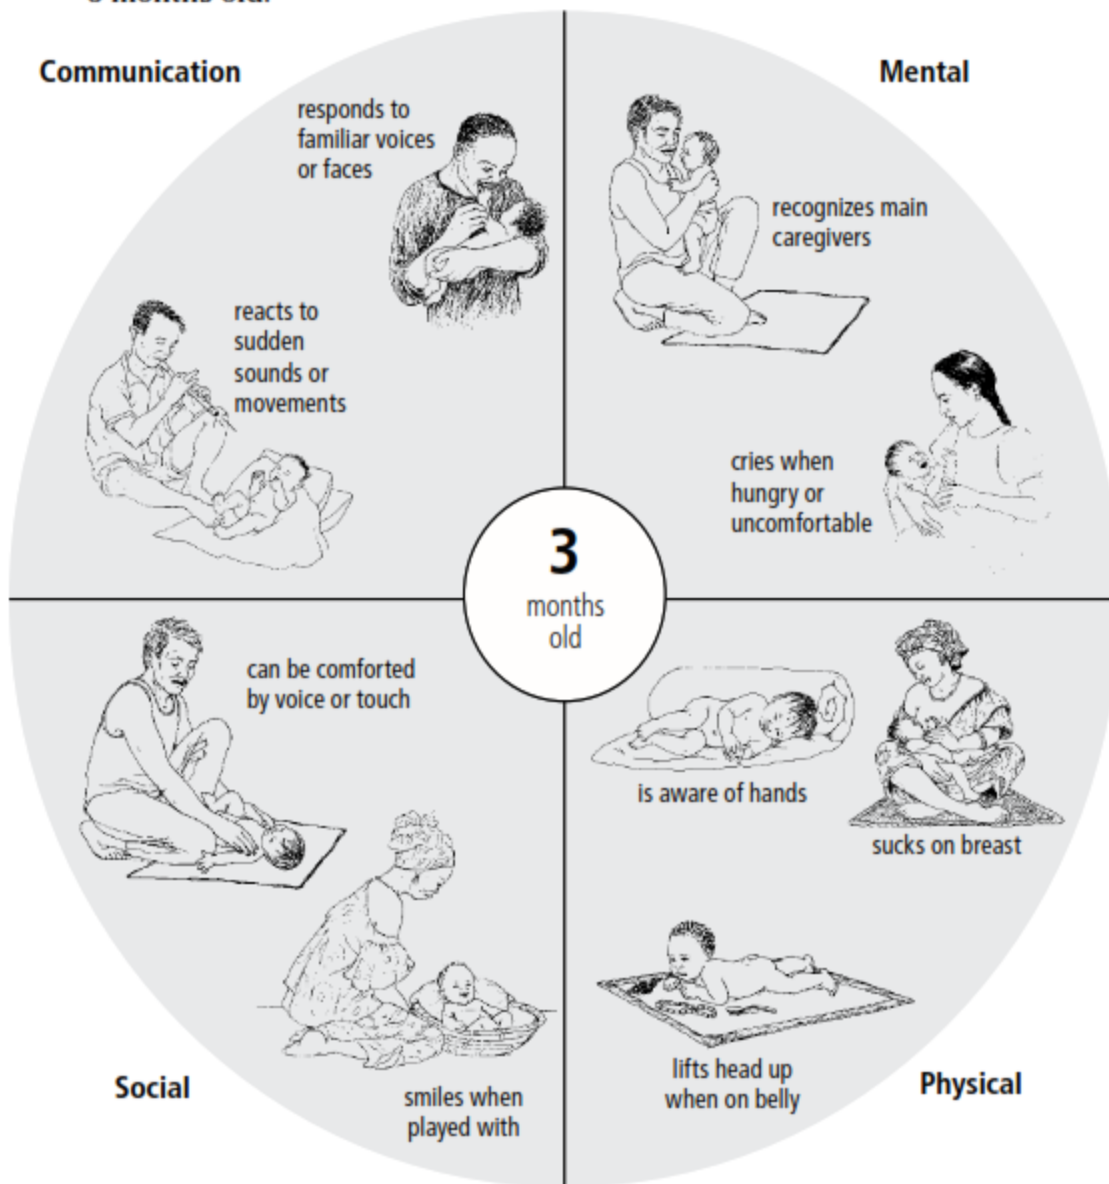 months old.
Communication
responds to
familiar voices
or faces
reacts to
sudden
sounds or
movements
Mental
recognizes main
caregivers
cries when
hungry or
uncomfortable
3
months
old
can be comforted
by voice or touch
smiles when
played with
Social
is aware of hands
sucks on breast
lifts head up
when on belly
Physical